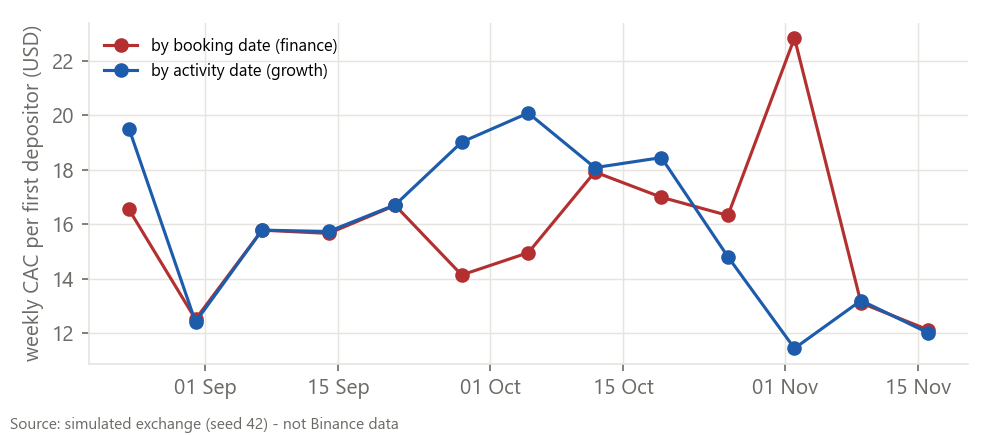 weekly CAC per first depositor (USD)
22
20
18
16
14
12
by booking date (finance)
by activity date (growth)
01 Sep
15 Sep
01 Oct
15 Oct
01 Nov
15 Nov
Source: simulated exchange (seed 42) - not Binance data